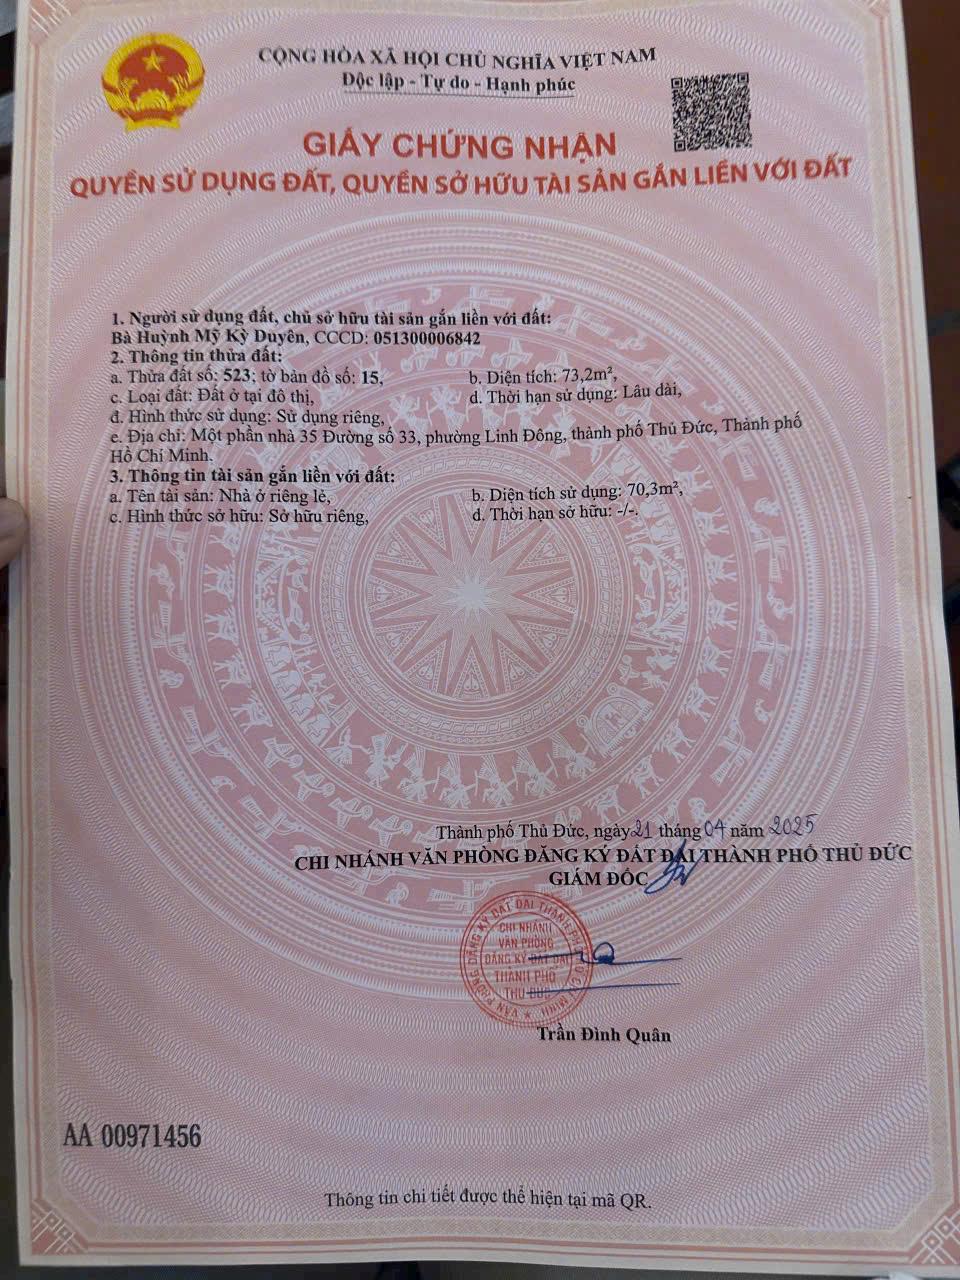 CỘNG HÒA XÃ HỘI CHỦ NGHĨA VIỆT NAM
Độc lập - Tự do - Hạnh phúc
GIẤY CHỨNG NHẬN
QUYỀN SỬ DỤNG ĐẤT, QUYỀN SỞ HỮU TÀI SẢN GẮN LIỀN VỚI ĐẤT
1. Người sử dụng đất, chủ sở hữu tài sản gắn liền với đất:
Bà Huỳnh Mỹ Kỳ Duyên, CCCD: 051300006842
2. Thông tin thửa đất:
a. Thửa đất số: 523; tờ bản đồ số: 15, b. Diện tích: 73,2m²,
c. Loại đất: Đất ở tại đô thị, d. Thời hạn sử dụng: Lâu dài,
đ. Hình thức sử dụng: Sử dụng riêng,
e. Địa chỉ: Một phần nhà 35 Đường số 33, phường Linh Đông, thành phố Thủ Đức, Thành phố
Hồ Chí Minh.
3. Thông tin tài sản gắn liền với đất:
a. Tên tài sản: Nhà ở riêng lẻ, b. Diện tích sử dụng: 70,3m²,
c. Hình thức sở hữu: Sở hữu riêng, d. Thời hạn sở hữu: -/-.
Thành phố Thủ Đức, ngày 21 tháng 04 năm 2025
CHI NHÁNH VĂN PHÒNG ĐĂNG KÝ ĐẤT ĐAI THÀNH PHỐ THỦ ĐỨC
GIÁM ĐỐC
CHI NHÁNH
VĂN PHÒNG
ĐĂNG KÝ ĐẤT ĐAI
THÀNH PHỐ
THỦ ĐỨC
Trần Đình Quân
AA 00971456
Thông tin chi tiết được thể hiện tại mã QR.